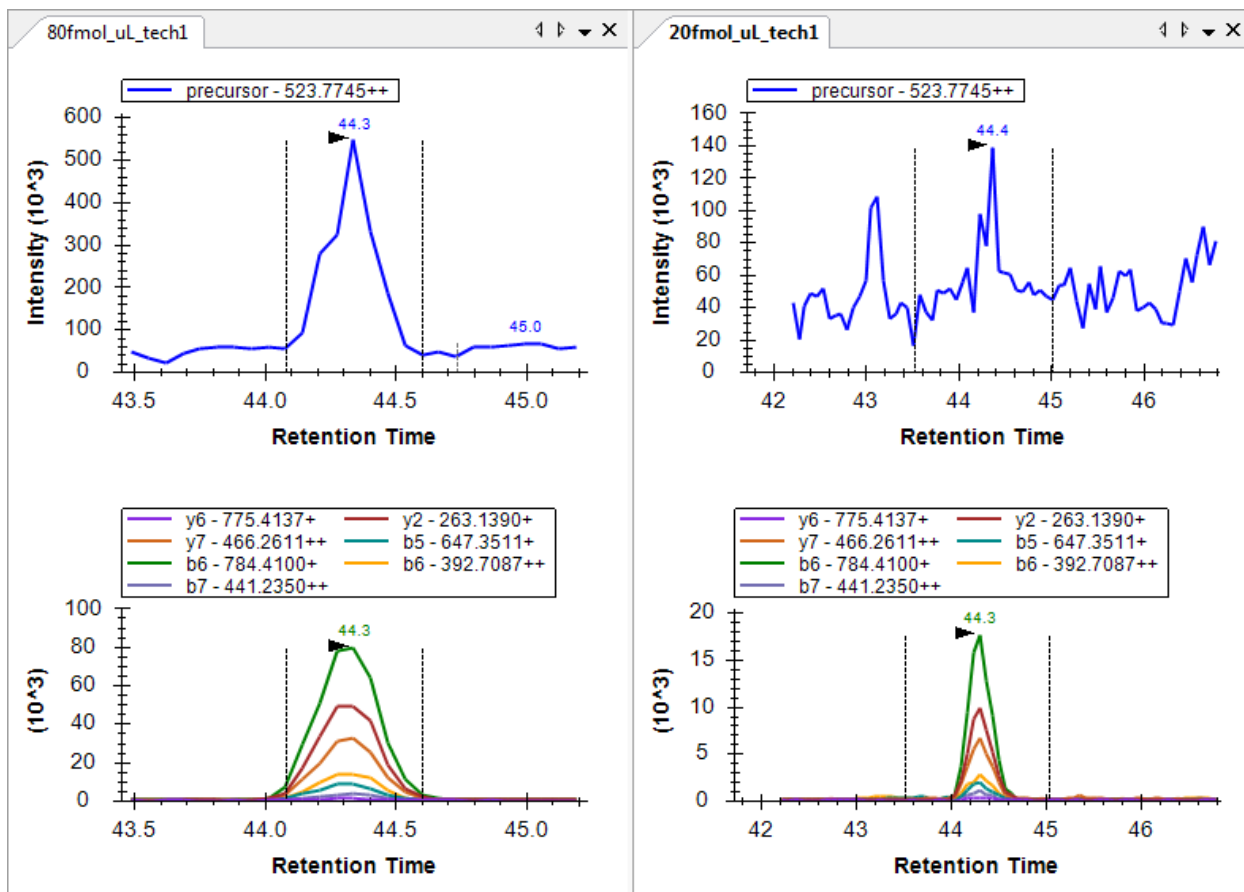 80fmol_uL_tech1
precursor - 523.7745++
600
500
400
300
200
100
0
Intensity (10^3)
44.3
45.0
43.5 44.0 44.5 45.0
Retention Time
y6 - 775.4137+ y2 - 263.1390+
y7 - 466.2611++ b5 - 647.3511+
b6 - 784.4100+ b6 - 392.7087++
b7 - 441.2350++
100
80
60
40
20
0
(10^3)
44.3
43.5 44.0 44.5 45.0
Retention Time
20fmol_uL_tech1
precursor - 523.7745++
160
140
120
100
80
60
40
20
0
Intensity (10^3)
44.4
42 43 44 45 46
Retention Time
y6 - 775.4137+ y2 - 263.1390+
y7 - 466.2611++ b5 - 647.3511+
b6 - 784.4100+ b6 - 392.7087++
b7 - 441.2350++
20
15
10
5
0
(10^3)
44.3
42 43 44 45 46
Retention Time